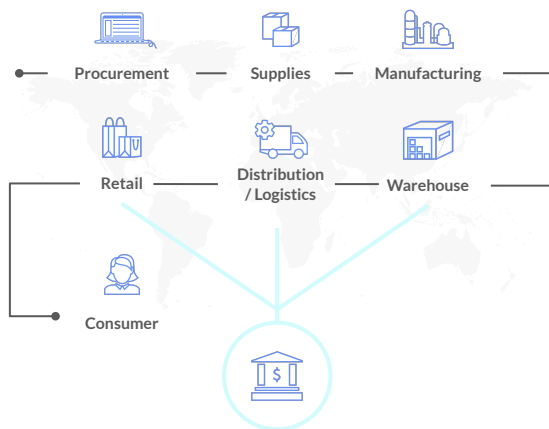 Procurement
Supplies
Manufacturing
Retail
Distribution
/ Logistics
Warehouse
Consumer
$